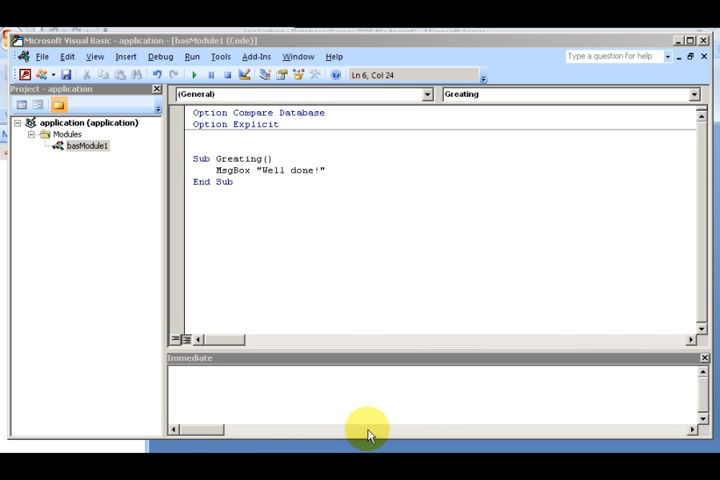 Microsoft Visual Basic - application - [basModule1 (Code)]
File Edit View Insert Debug Run Tools Add-Ins Window Help
Type a question for help
Ln 6, Col 24
Project - application
(General)
Greating
application (application)
Modules
basModule1
Option Compare Database
Option Explicit
Sub Greating()
MsgBox "Well done!"
End Sub
Immediate